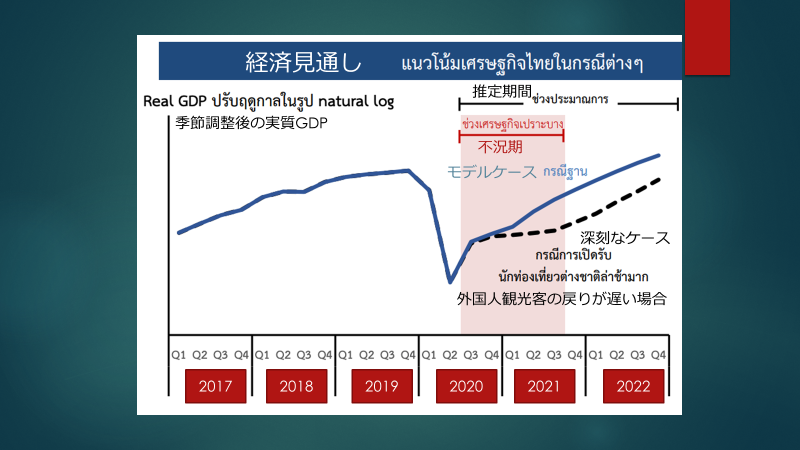 経済見通し แนวโน้มเศรษฐกิจไทยในกรณีต่างๆ
推定期間
ช่วงประมาณการ
Real GDP ปรับฤดูกาลในรูป natural log
季節調整後の実質GDP
ช่วงเศรษฐกิจเปราะบาง
不況期
モデルケース กรณีฐาน
深刻なケース
กรณีการเปิดรับ
นักท่องเที่ยวต่างชาติล่าช้ามาก
外国人観光客の戻りが遅い場合
Q1 Q2 Q3 Q4 Q1 Q2 Q3 Q4 Q1 Q2 Q3 Q4 Q1 Q2 Q3 Q4 Q1 Q2 Q3 Q4 Q1 Q2 Q3 Q4
2017 2018 2019 2020 2021 2022